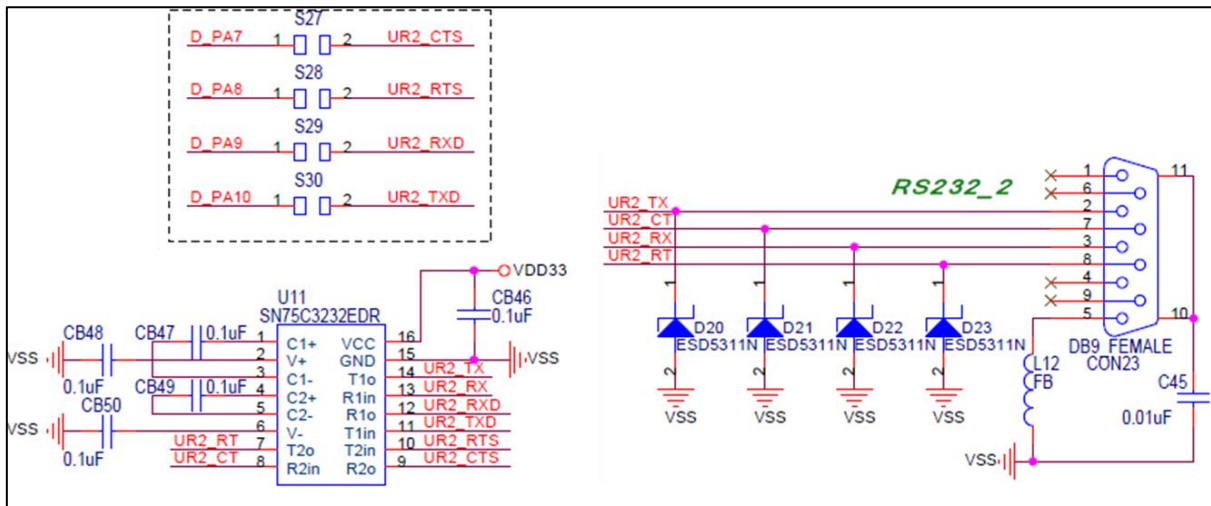 S27
D_PA7 1 2 UR2_CTS
S28
D_PA8 1 2 UR2_RTS
S29
D_PA9 1 2 UR2_RXD
S30
D_PA10 1 2 UR2_TXD
VDD33
U11
SN75C3232EDR
CB46
0.1uF
CB48
CB47
0.1uF
VSS
0.1uF
CB49
0.1uF
CB50
VSS
0.1uF
1 C1+ VCC 16
2 V+ GND 15 VSS
3 C1- T1o 14 UR2_TX
4 C2+ R1in 13 UR2_RX
5 C2- R1o 12 UR2_RXD
6 V- T1in 11 UR2_TXD
UR2_RT 7 T2o T2in 10 UR2_RTS
UR2_CT 8 R2in R2o 9 UR2_CTS
RS232_2
1 11
6
UR2_TX 2
UR2_CT 7
UR2_RX 3
UR2_RT 8
4
9
5 10
DB9_FEMALE
CON23
1 1 1 1
D20 D21 D22 D23
ESD5311N ESD5311N ESD5311N ESD5311N
2 2 2 2
VSS VSS VSS VSS
L12
FB
C45
0.01uF
VSS